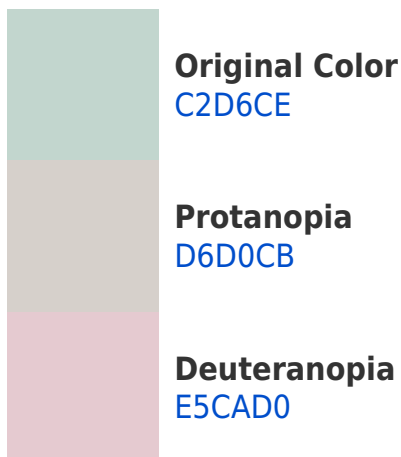 Original Color
C2D6CE
Protanopia
D6D0CB
Deuteranopia
E5CAD0